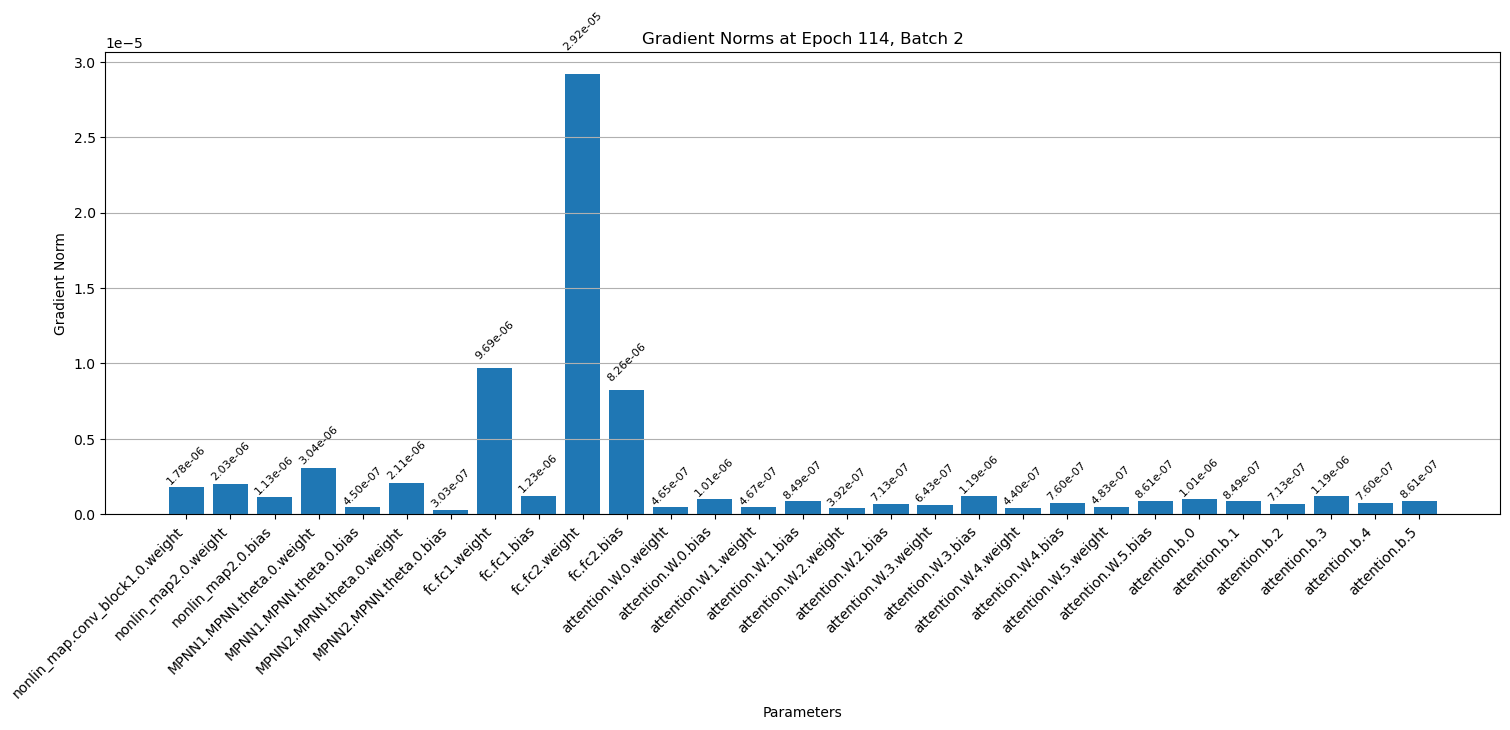 Gradient Norms at Epoch 114, Batch 2
1e−5
3.0
2.5
2.0
1.5
1.0
0.5
0.0
Gradient Norm
1.78e-06
2.03e-06
1.13e-06
3.04e-06
4.50e-07
2.11e-06
3.03e-07
9.69e-06
1.23e-06
2.92e-05
8.26e-06
4.65e-07
1.01e-06
4.67e-07
8.49e-07
3.92e-07
7.13e-07
6.43e-07
1.19e-06
4.40e-07
7.60e-07
4.83e-07
8.61e-07
1.01e-06
8.49e-07
7.13e-07
1.19e-06
7.60e-07
8.61e-07
nonlin_map.conv_block1.0.weight
nonlin_map2.0.weight
nonlin_map2.0.bias
MPNN1.MPNN.theta.0.weight
MPNN1.MPNN.theta.0.bias
MPNN2.MPNN.theta.0.weight
MPNN2.MPNN.theta.0.bias
fc.fc1.weight
fc.fc1.bias
fc.fc2.weight
fc.fc2.bias
attention.W.0.weight
attention.W.0.bias
attention.W.1.weight
attention.W.1.bias
attention.W.2.weight
attention.W.2.bias
attention.W.3.weight
attention.W.3.bias
attention.W.4.weight
attention.W.4.bias
attention.W.5.weight
attention.W.5.bias
attention.b.0
attention.b.1
attention.b.2
attention.b.3
attention.b.4
attention.b.5
Parameters